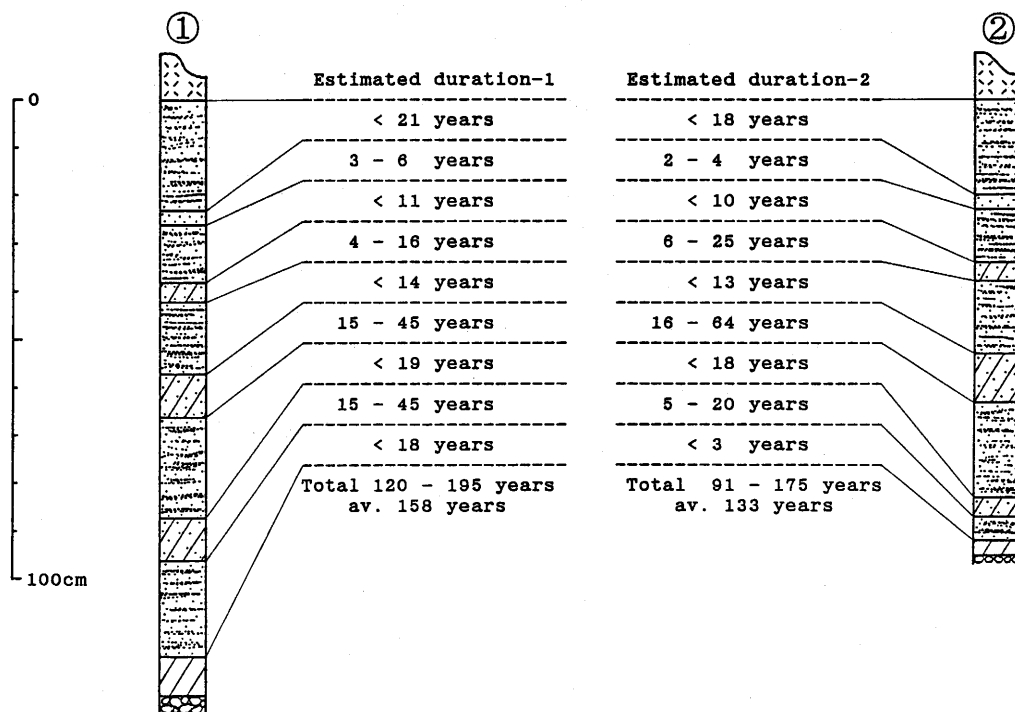 ①
②
0
100cm
Estimated duration-1
< 21 years
3 - 6 years
< 11 years
4 - 16 years
< 14 years
15 - 45 years
< 19 years
15 - 45 years
< 18 years
Total 120 - 195 years
av. 158 years
Estimated duration-2
< 18 years
2 - 4 years
< 10 years
6 - 25 years
< 13 years
16 - 64 years
< 18 years
5 - 20 years
< 3 years
Total 91 - 175 years
av. 133 years